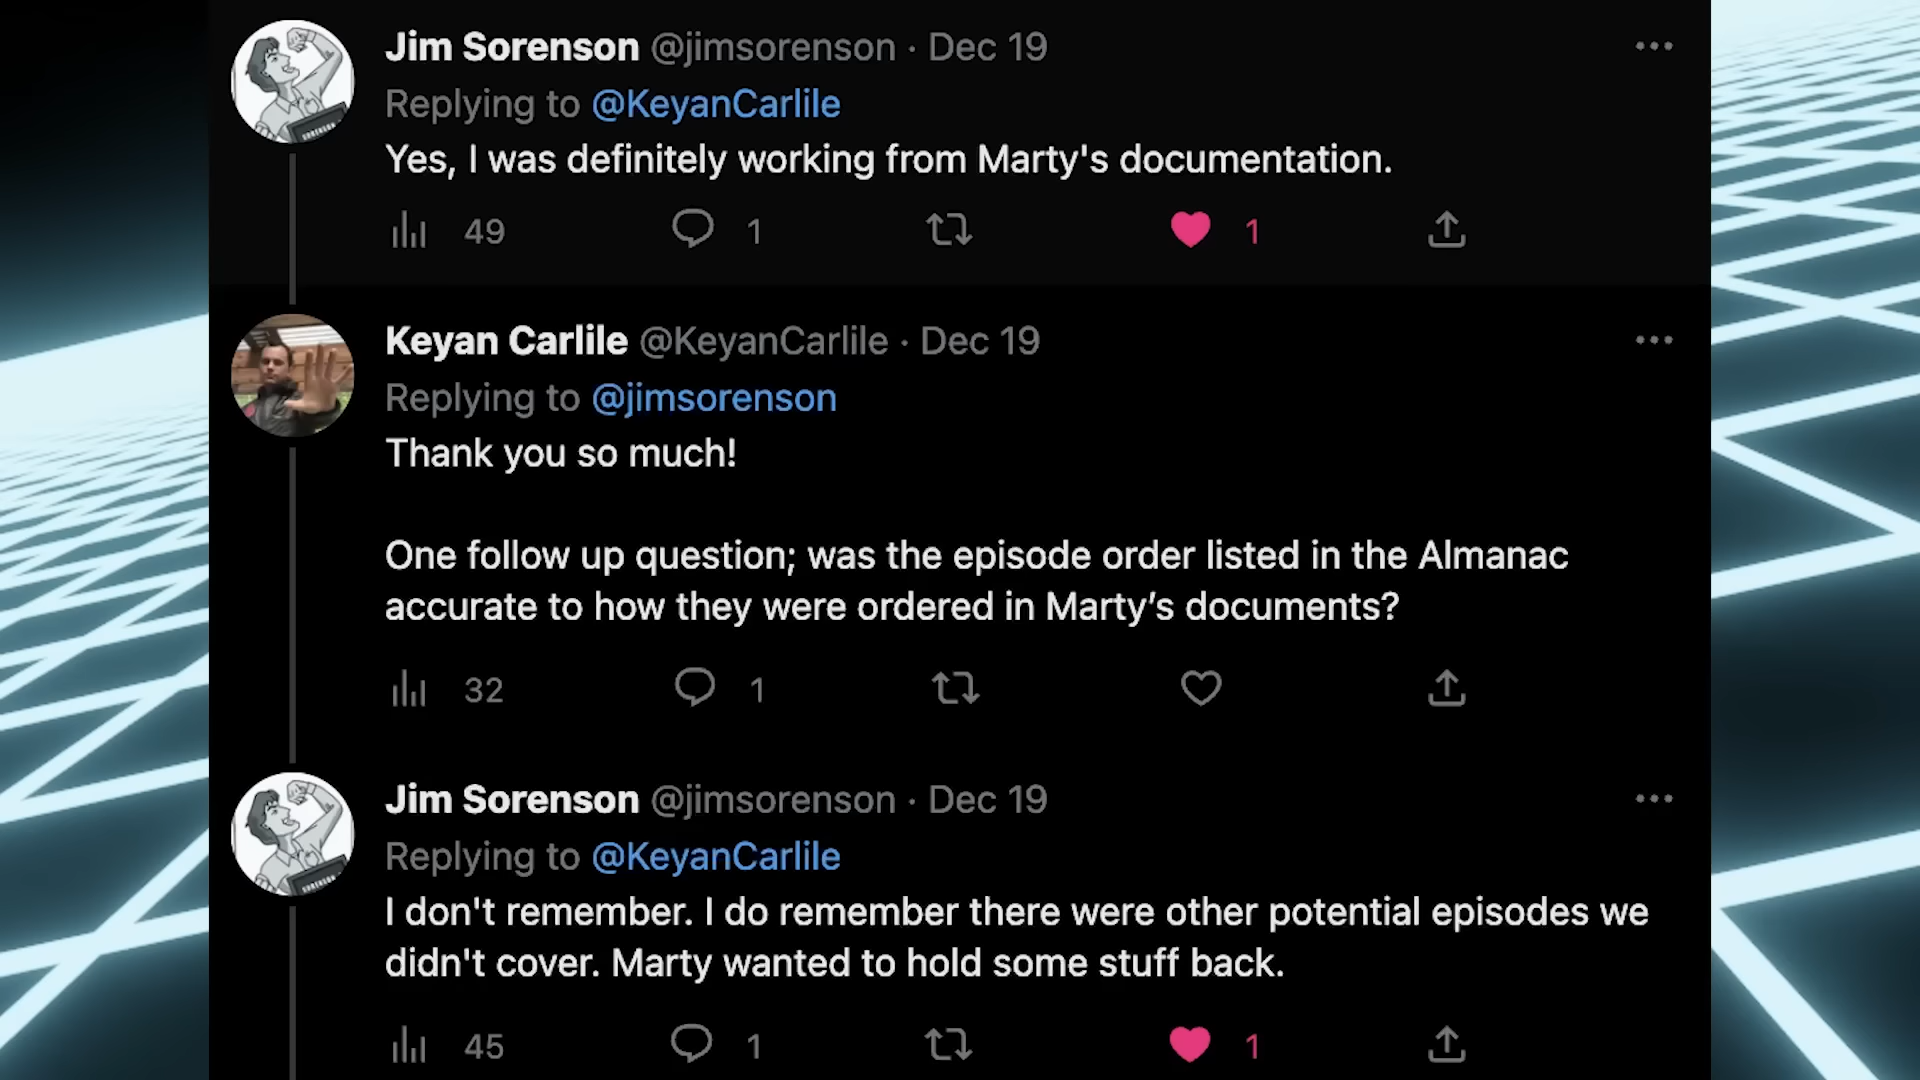 Jim Sorenson @jimsorenson · Dec 19
Replying to @KeyanCarlile
Yes, I was definitely working from Marty's documentation.
49 1 1
Keyan Carlile @KeyanCarlile · Dec 19
Replying to @jimsorenson
Thank you so much!
One follow up question; was the episode order listed in the Almanac
accurate to how they were ordered in Marty’s documents?
32 1
Jim Sorenson @jimsorenson · Dec 19
Replying to @KeyanCarlile
I don't remember. I do remember there were other potential episodes we
didn't cover. Marty wanted to hold some stuff back.
45 1 1